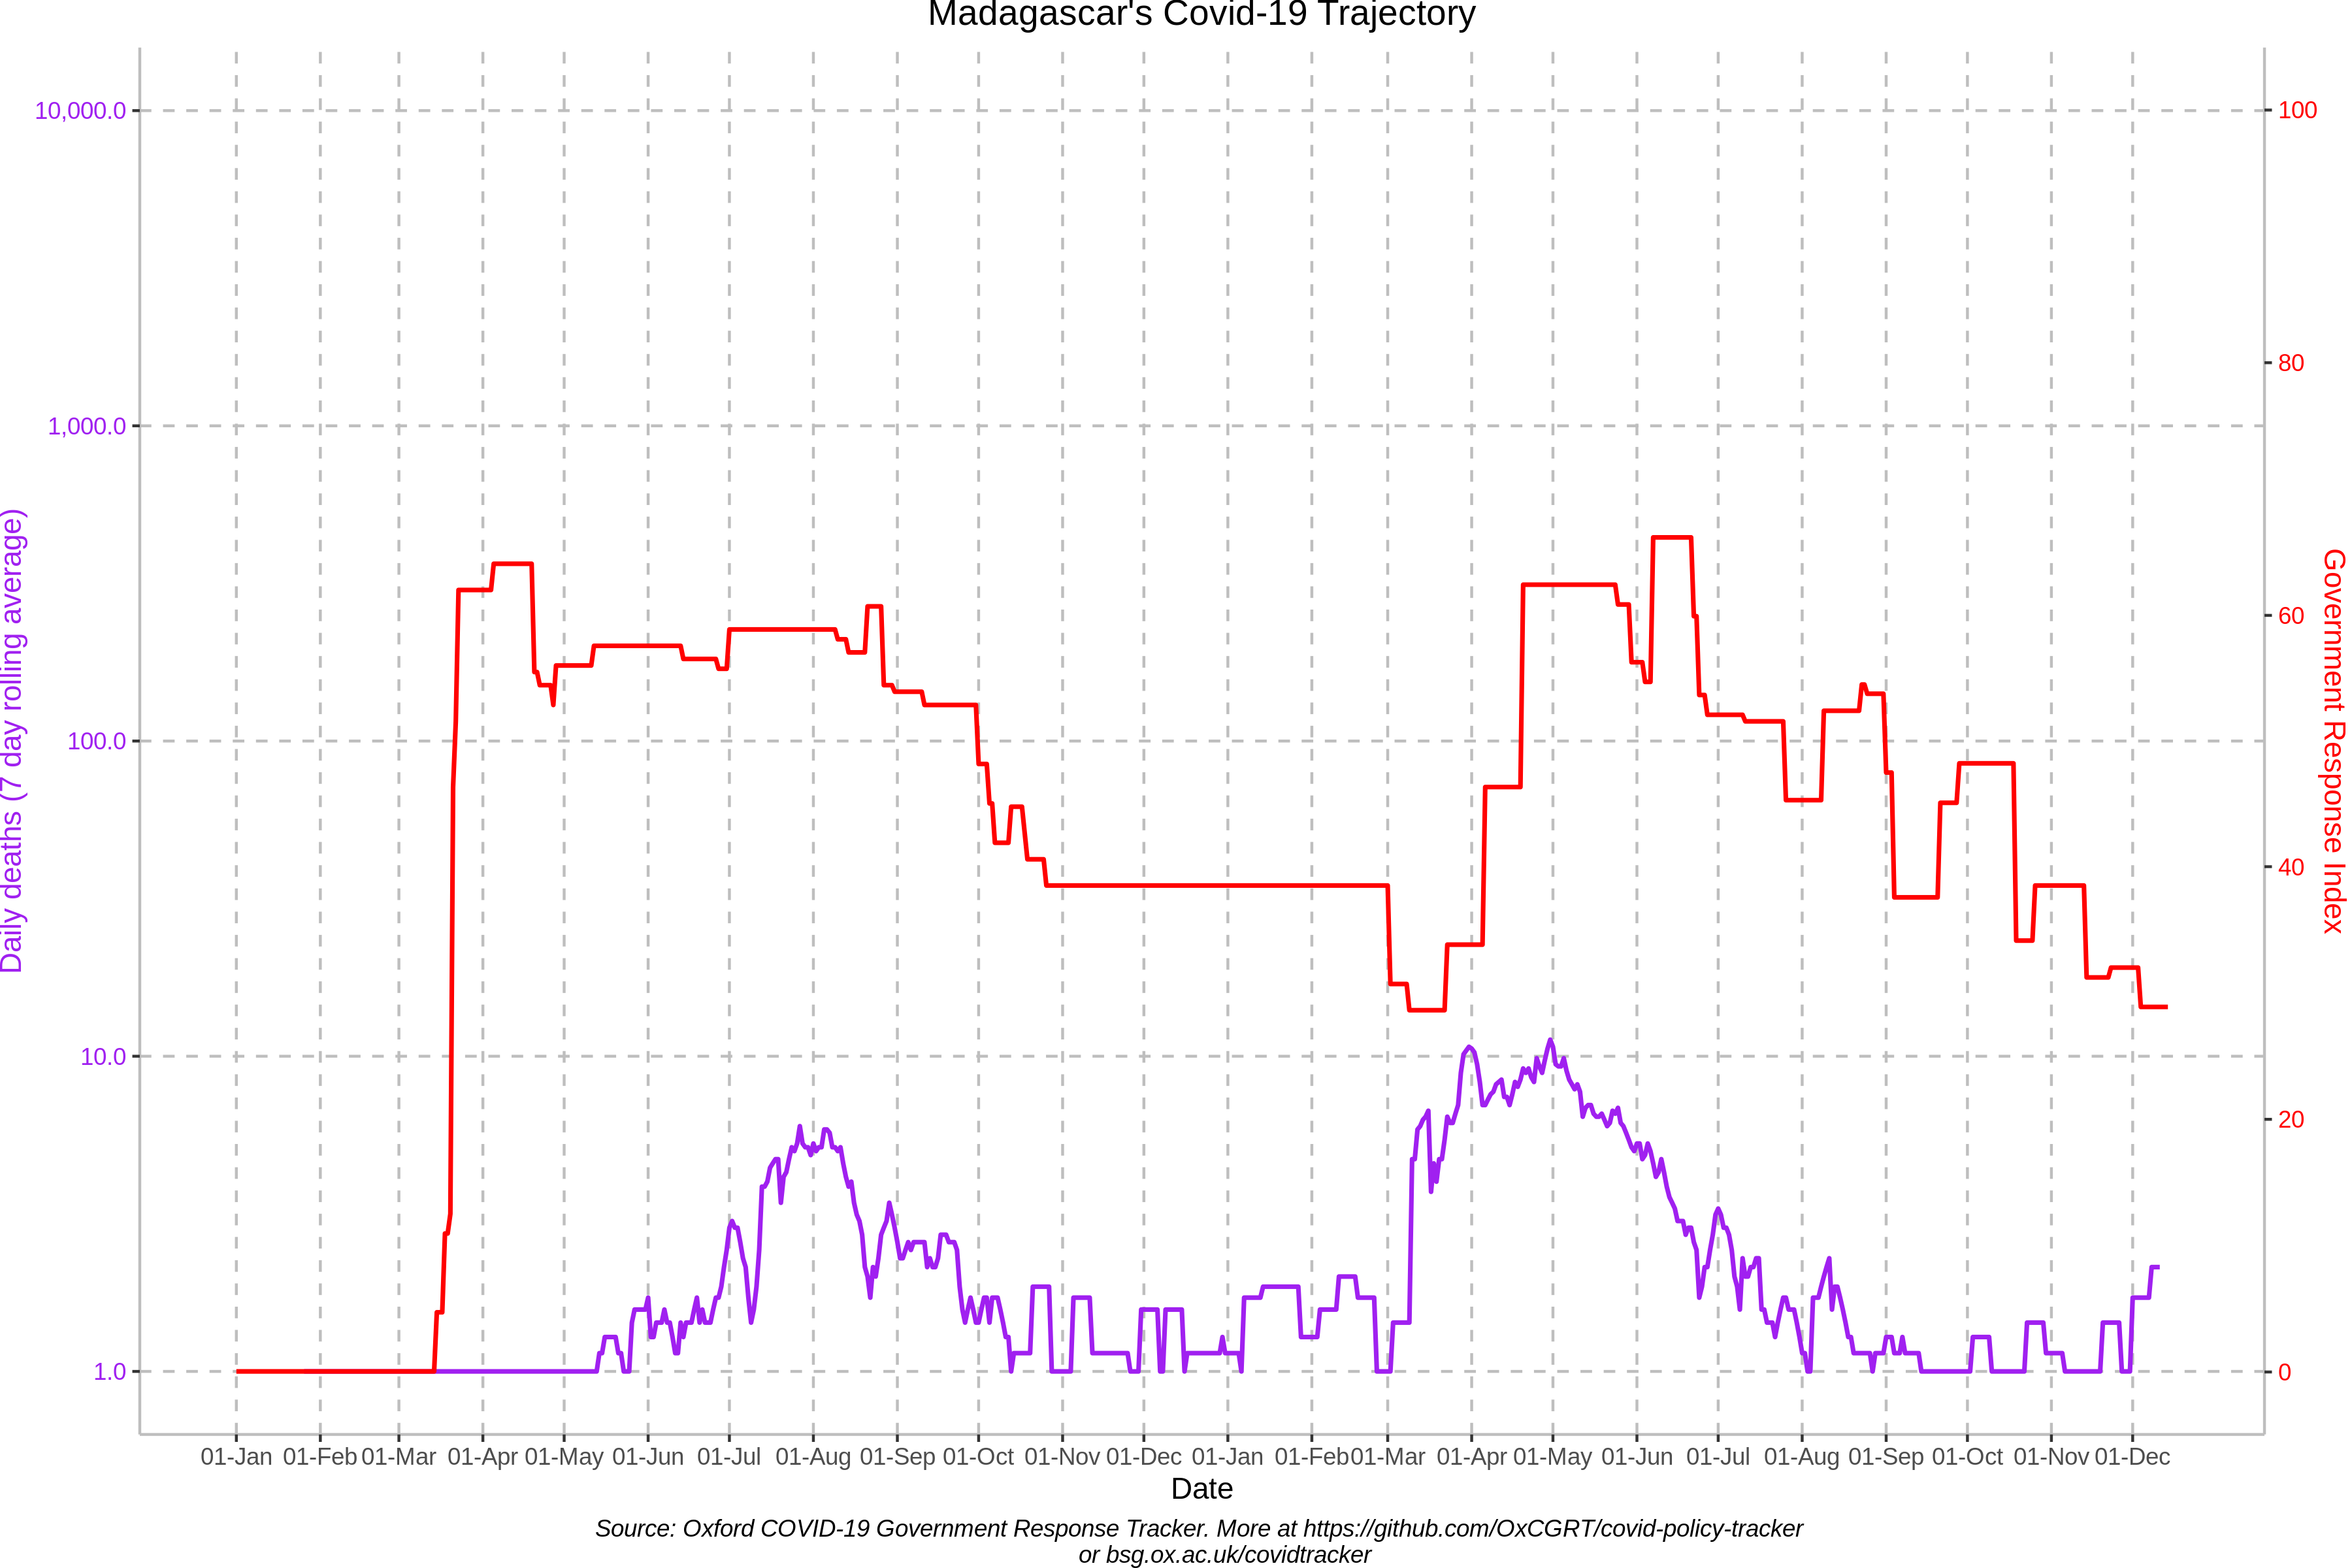 Madagascar's Covid-19 Trajectory
10,000.0
1,000.0
100.0
10.0
1.0
Daily deaths (7 day rolling average)
100
80
60
40
20
0
Government Response Index
01-Jan 01-Feb 01-Mar 01-Apr 01-May 01-Jun 01-Jul 01-Aug 01-Sep 01-Oct 01-Nov 01-Dec 01-Jan 01-Feb 01-Mar 01-Apr 01-May 01-Jun 01-Jul 01-Aug 01-Sep 01-Oct 01-Nov 01-Dec
Date
Source: Oxford COVID-19 Government Response Tracker. More at https://github.com/OxCGRT/covid-policy-tracker
or bsg.ox.ac.uk/covidtracker